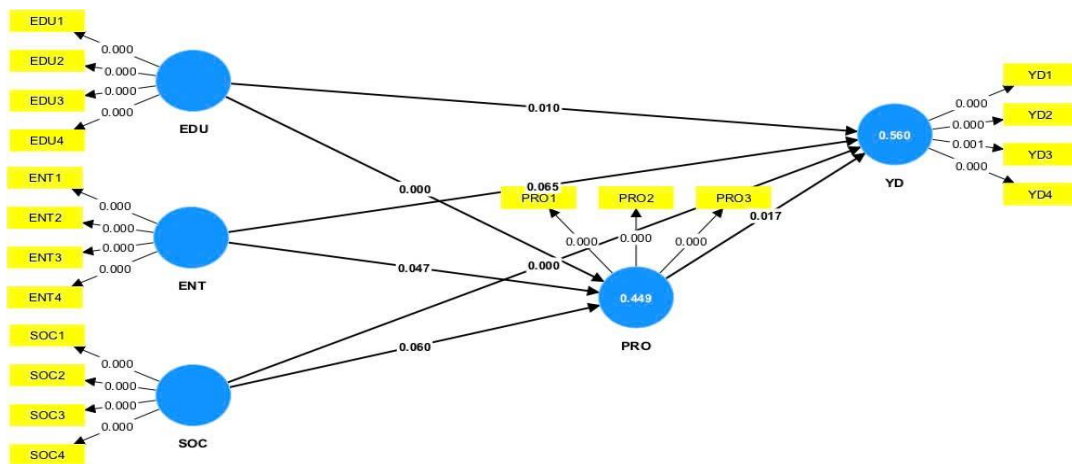 EDU1
0.000
EDU2
0.000
EDU3
0.000
EDU4
0.000
EDU
ENT1
0.000
ENT2
0.000
ENT3
0.000
ENT4
0.000
ENT
SOC1
0.000
SOC2
0.000
SOC3
0.000
SOC4
0.000
SOC
0.010
0.000
0.065
0.047
0.000
0.060
PRO1
PRO2
PRO3
0.000
0.000
0.000
0.449
PRO
0.017
0.560
YD
YD1
0.000
YD2
0.000
YD3
0.001
YD4
0.000